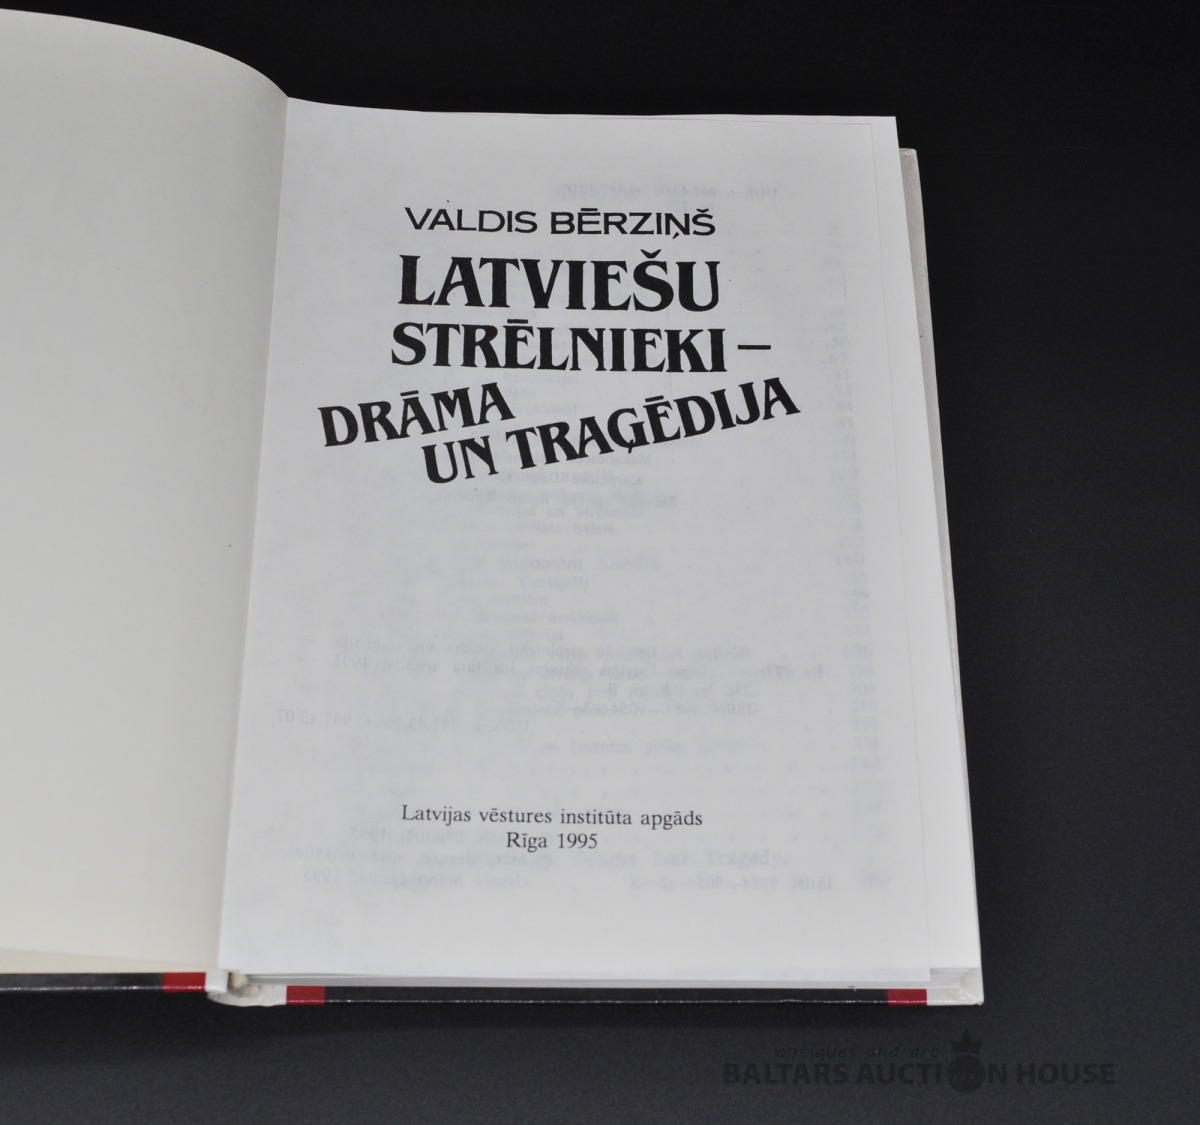 VALDIS BĒRZIŅŠ
LATVIEŠU
STRĒLNIEKI –
DRĀMA
UN TRAĢĒDIJA
Latvijas vēstures institūta apgāds
Rīga 1995
antiques and art
BALTARS AUCTION HOUSE